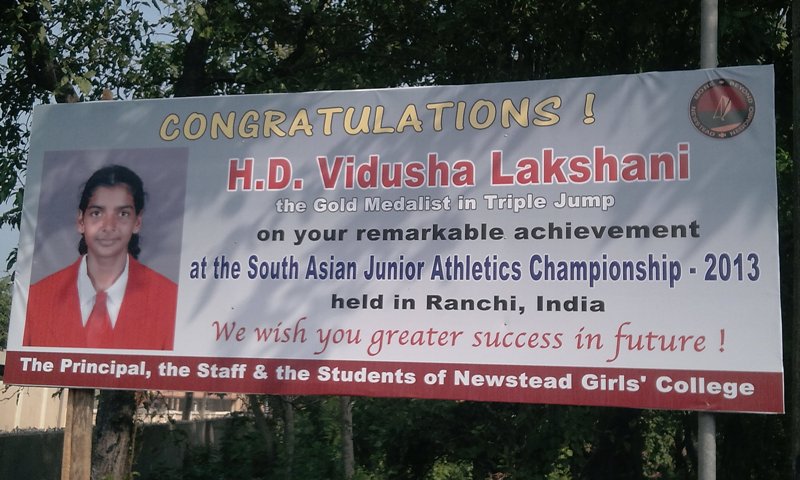 CONGRATULATIONS !
H.D. Vidusha Lakshani
the Gold Medalist in Triple Jump
on your remarkable achievement
at the South Asian Junior Athletics Championship - 2013
held in Ranchi, India
We wish you greater success in future !
The Principal, the Staff & the Students of Newstead Girls' College